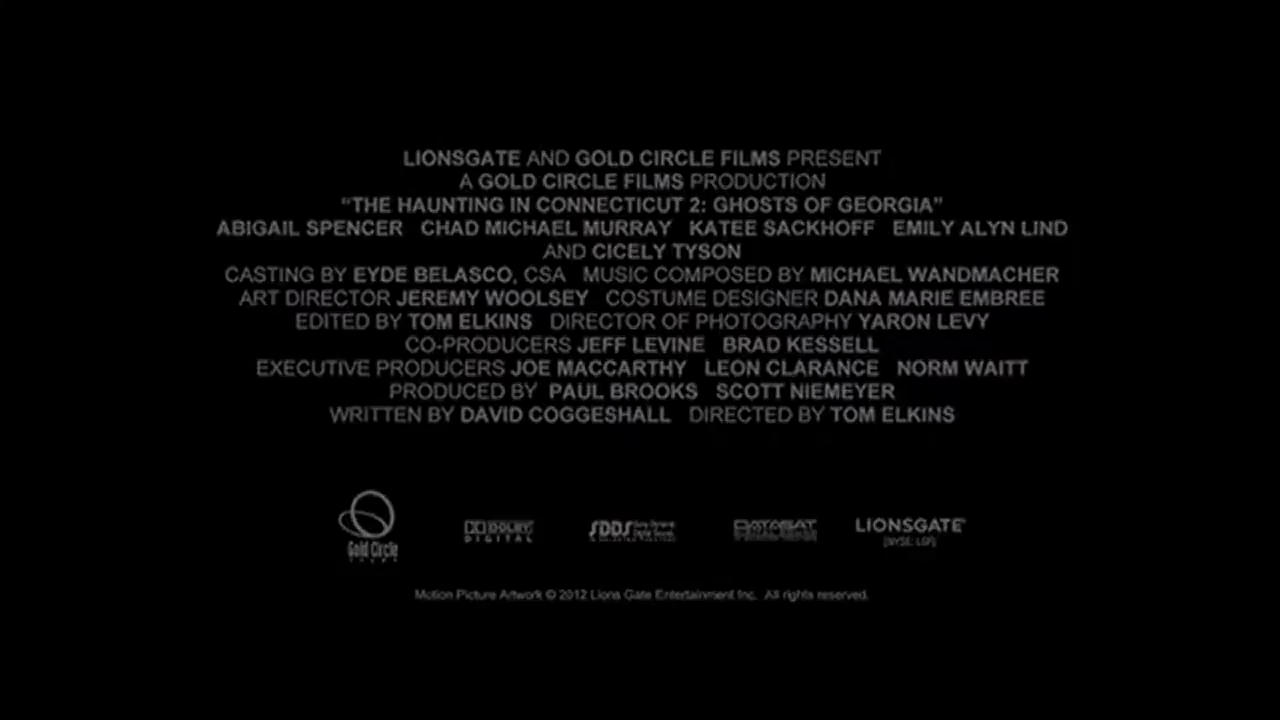 LIONSGATE AND GOLD CIRCLE FILMS PRESENT
A GOLD CIRCLE FILMS PRODUCTION
“THE HAUNTING IN CONNECTICUT 2: GHOSTS OF GEORGIA”
ABIGAIL SPENCER CHAD MICHAEL MURRAY KATEE SACKHOFF EMILY ALYN LIND
AND CICELY TYSON
CASTING BY EYDE BELASCO, CSA MUSIC COMPOSED BY MICHAEL WANDMACHER
ART DIRECTOR JEREMY WOOLSEY COSTUME DESIGNER DANA MARIE EMBREE
EDITED BY TOM ELKINS DIRECTOR OF PHOTOGRAPHY YARON LEVY
CO-PRODUCERS JEFF LEVINE BRAD KESSELL
EXECUTIVE PRODUCERS JOE MACCARTHY LEON CLARANCE NORM WAITT
PRODUCED BY PAUL BROOKS SCOTT NIEMEYER
WRITTEN BY DAVID COGGESHALL DIRECTED BY TOM ELKINS
Gold Circle
FILMS
DOLBY
DIGITAL
SDDS
DATASAT
LIONSGATE
[NYSE: LGF]
Motion Picture Artwork © 2012 Lions Gate Entertainment Inc. All rights reserved.